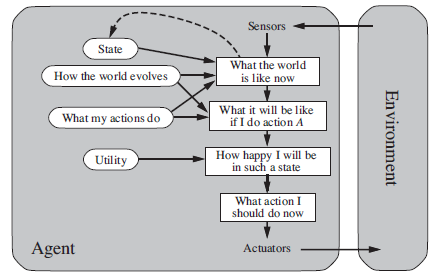 Sensors
State
What the world
is like now
How the world evolves
What it will be like
if I do action A
What my actions do
How happy I will be
in such a state
Utility
What action I
should do now
Agent
Actuators
Environment